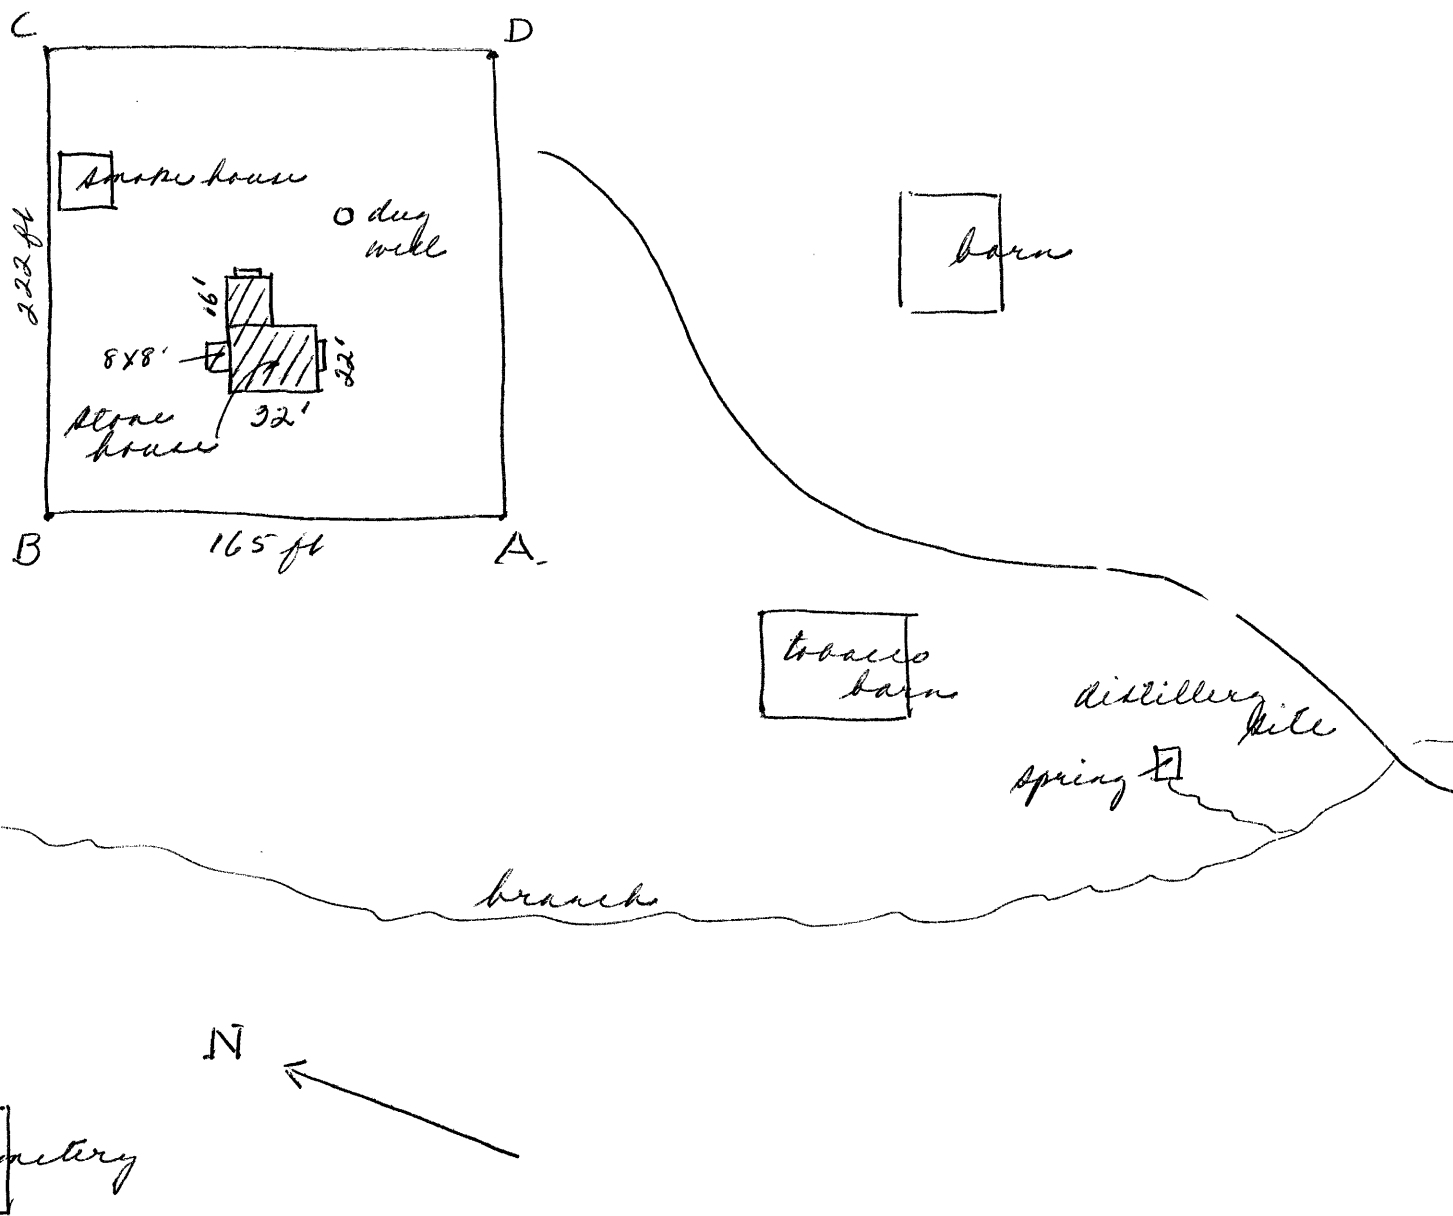 C
D
smoke house
dug
well
barn
222 ft
16'
8X8'
22'
32'
stone
house
B
165 ft
A.
tobacco
barn
distillery
site
spring
branch
N
metery